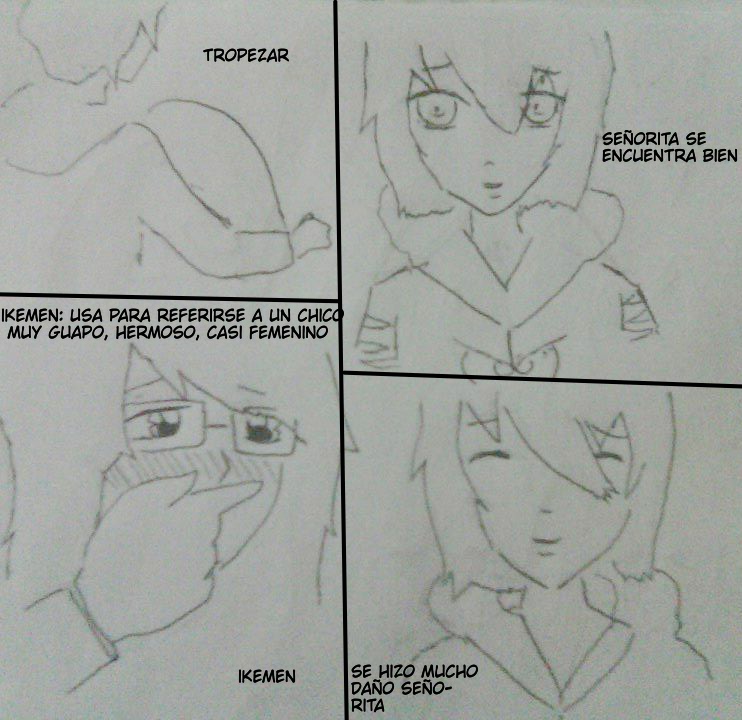 TROPEZAR
SEÑORITA SE
ENCUENTRA BIEN
IKEMEN: USA PARA REFERIRSE A UN CHICO
MUY GUAPO, HERMOSO, CASI FEMENINO
IKEMEN
SE HIZO MUCHO
DAÑO SEÑO-
RITA